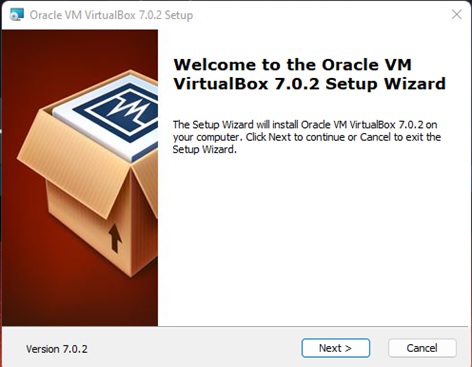 Oracle VM VirtualBox 7.0.2 Setup
Welcome to the Oracle VM
VirtualBox 7.0.2 Setup Wizard
The Setup Wizard will install Oracle VM VirtualBox 7.0.2 on
your computer. Click Next to continue or Cancel to exit the
Setup Wizard.
Version 7.0.2
Next >
Cancel